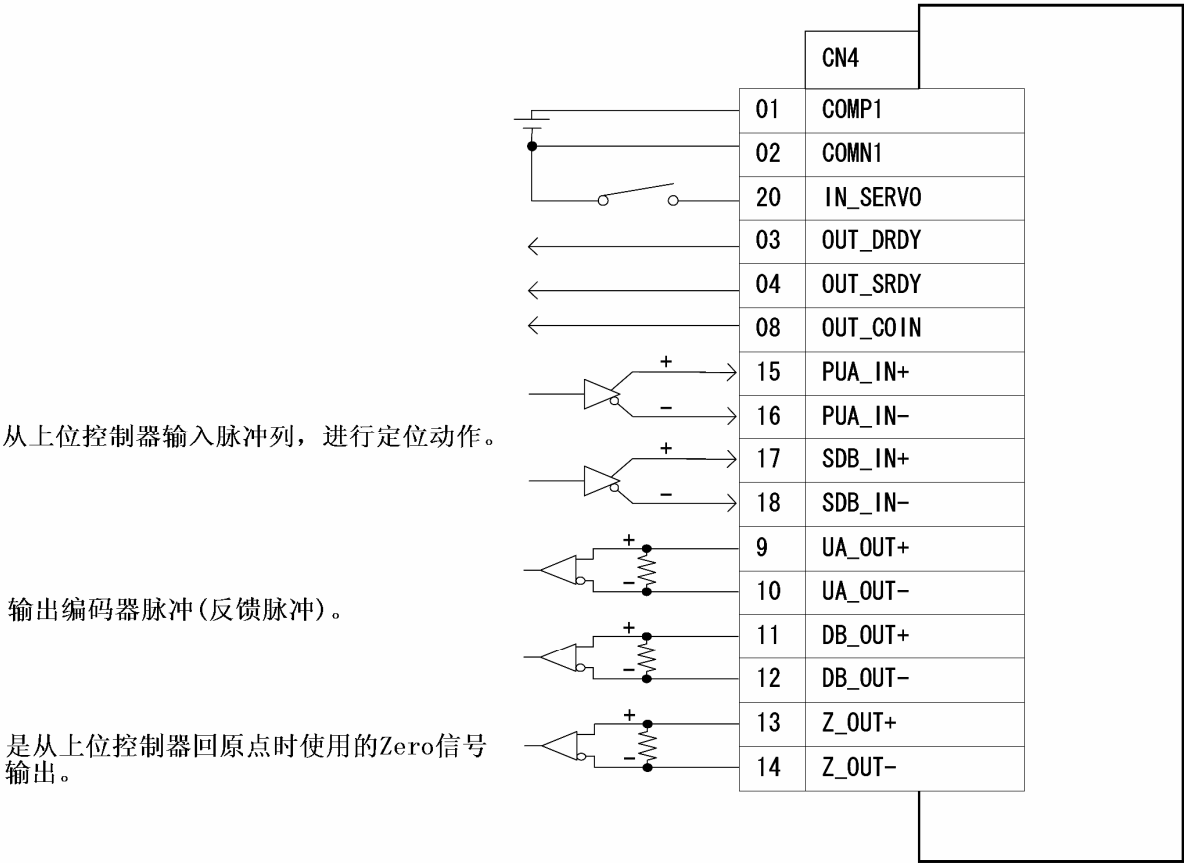 CN4
01 COMP1
02 COMN1
20 IN_SERVO
03 OUT_DRDY
04 OUT_SRDY
08 OUT_COIN
+ 15 PUA_IN+
- 16 PUA_IN-
从上位控制器输入脉冲列，进行定位动作。
+ 17 SDB_IN+
- 18 SDB_IN-
+ 9 UA_OUT+
- 10 UA_OUT-
输出编码器脉冲(反馈脉冲)。
+ 11 DB_OUT+
- 12 DB_OUT-
+ 13 Z_OUT+
是从上位控制器回原点时使用的Zero信号
输出。
- 14 Z_OUT-